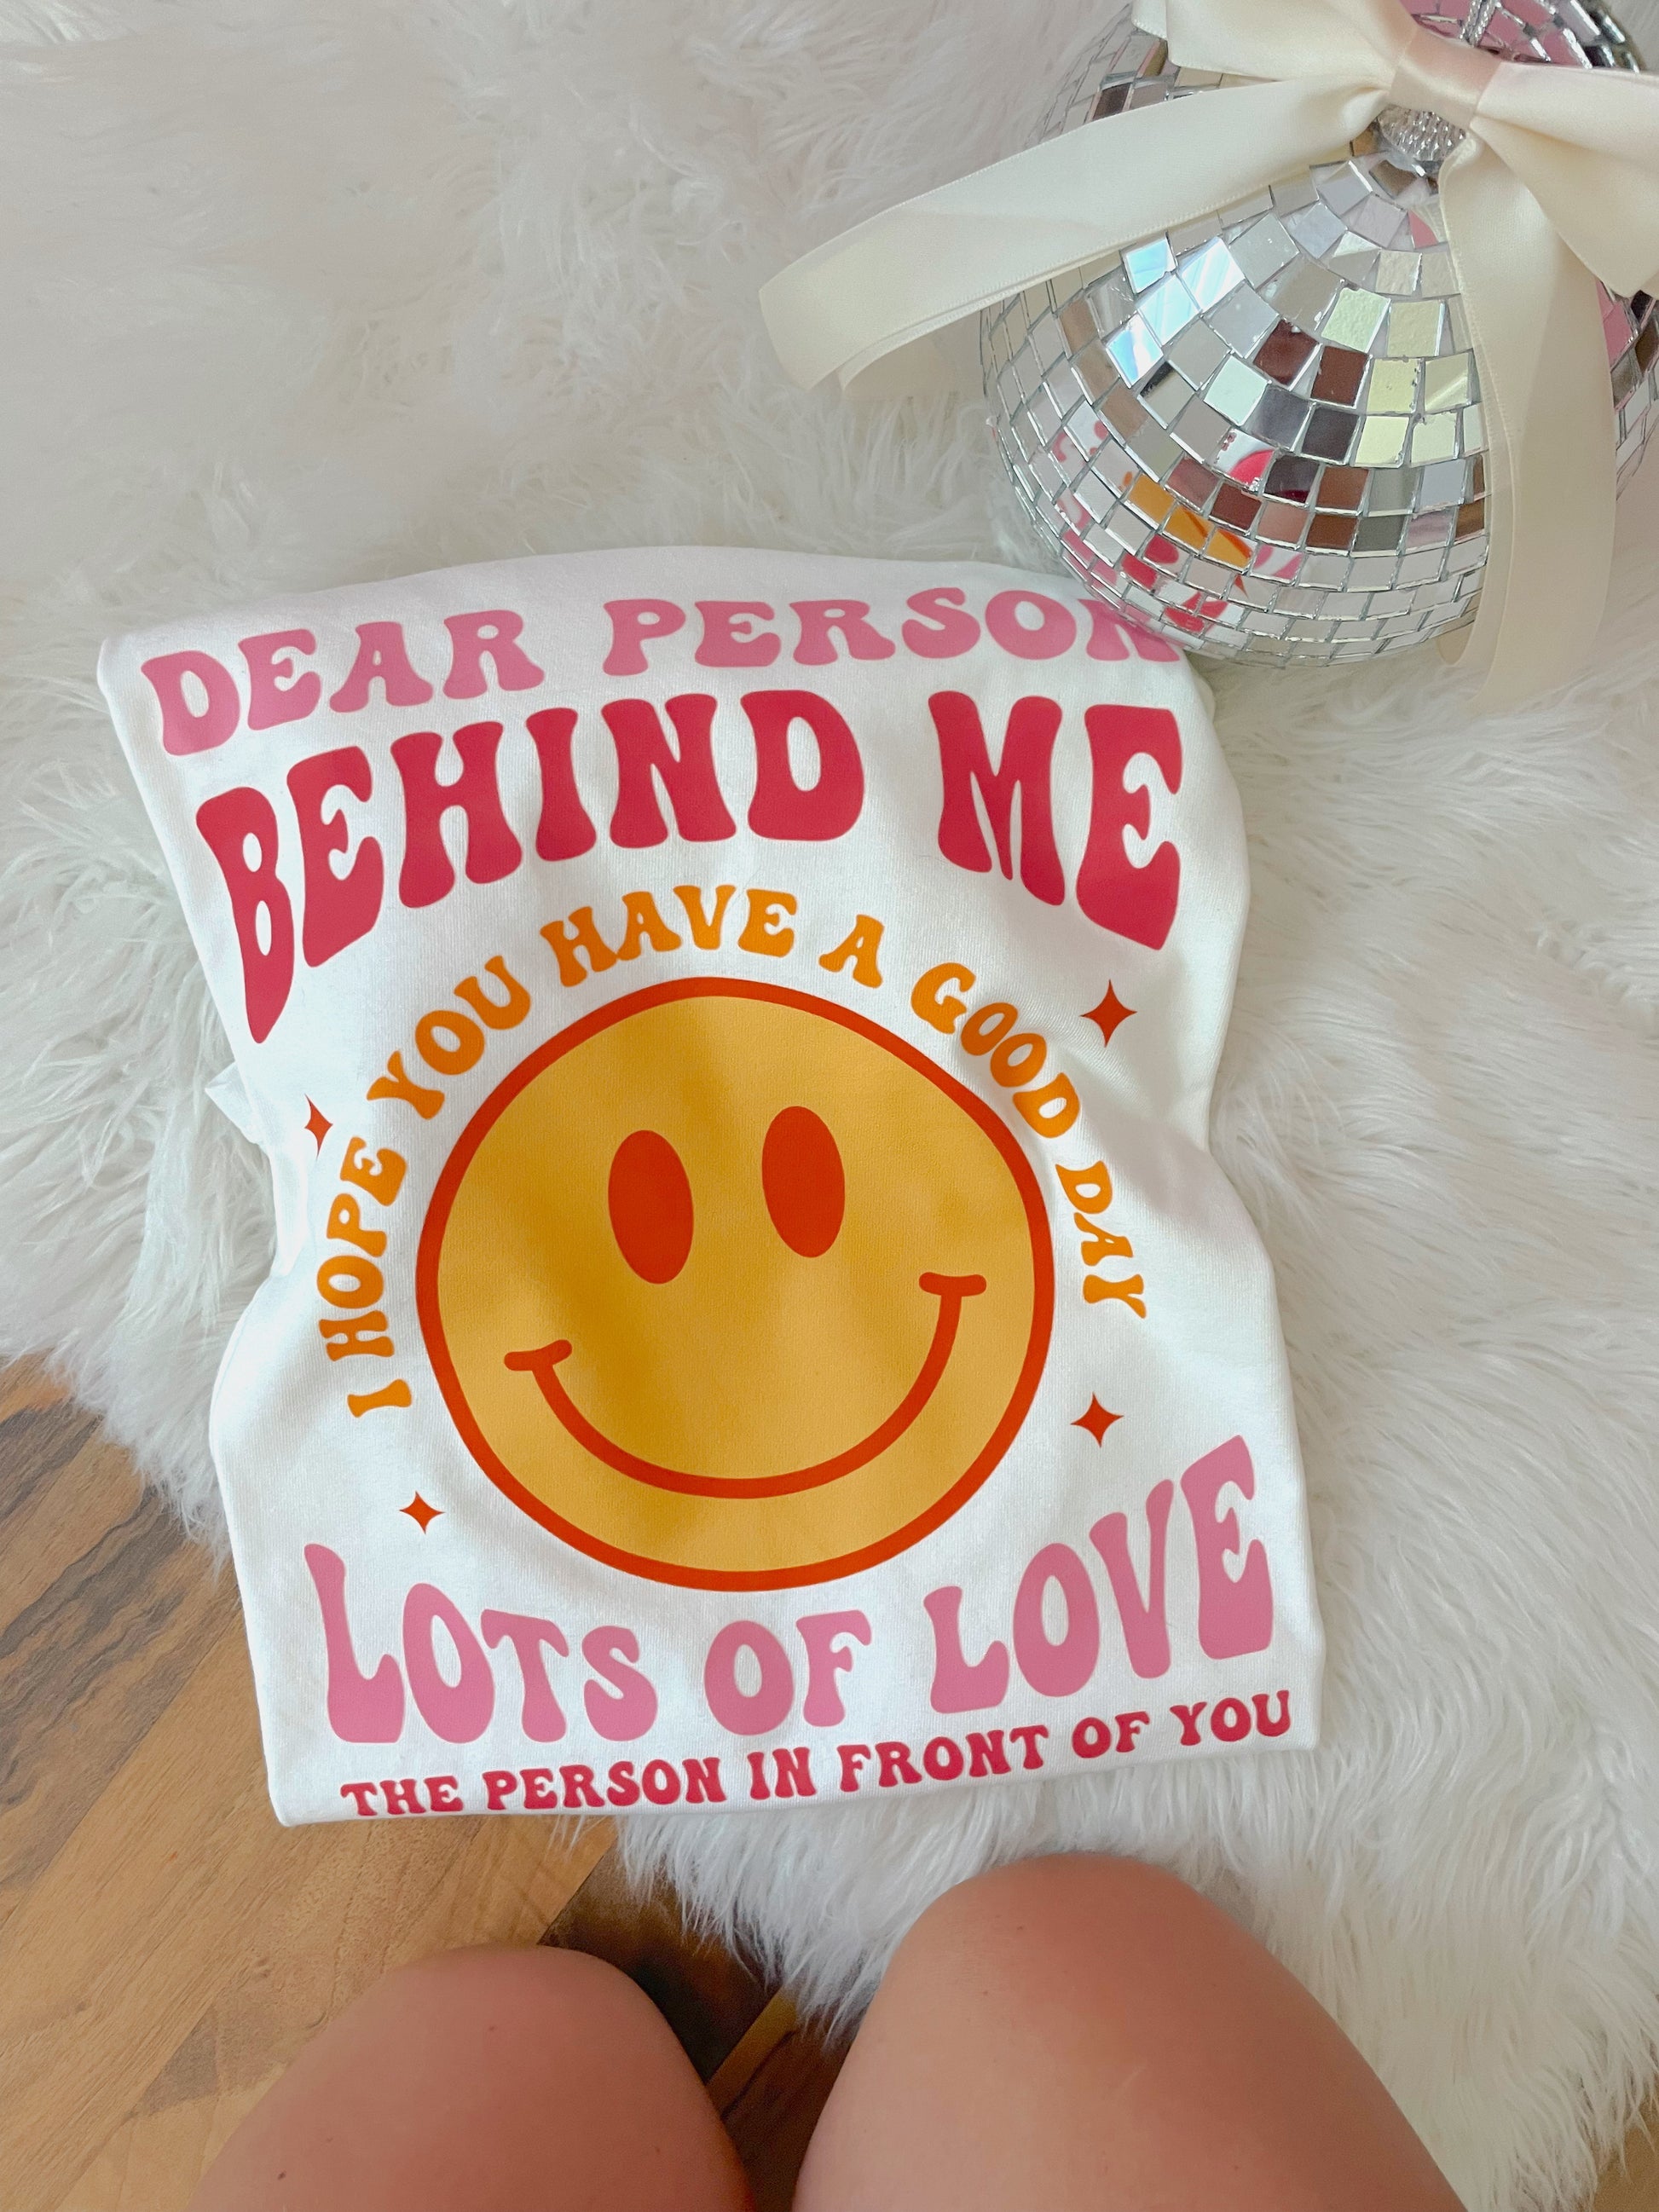 DEAR PERSON
BEHIND ME
I HOPE YOU HAVE A GOOD DAY
LOTS OF LOVE
THE PERSON IN FRONT OF YOU